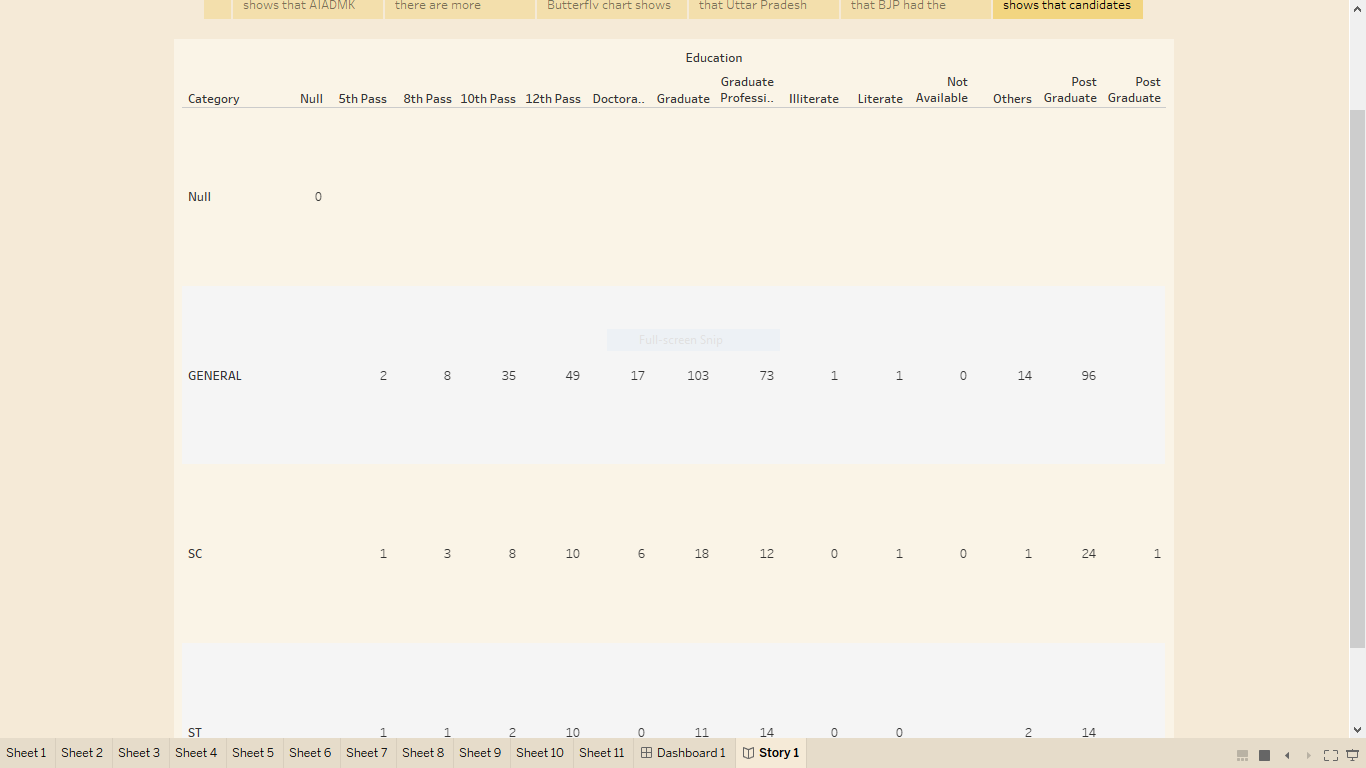 shows that AIADMK there are more Butterfly chart shows that Uttar Pradesh that BJP had the shows that candidates
Education
Graduate Not Post Post
Category Null 5th Pass 8th Pass 10th Pass 12th Pass Doctora.. Graduate Professi.. Illiterate Literate Available Others Graduate Graduate
Null 0
Full-screen Snip
GENERAL 2 8 35 49 17 103 73 1 1 0 14 96
SC 1 3 8 10 6 18 12 0 1 0 1 24 1
ST 1 1 2 10 0 11 14 0 0 2 14
Sheet 1 Sheet 2 Sheet 3 Sheet 4 Sheet 5 Sheet 6 Sheet 7 Sheet 8 Sheet 9 Sheet 10 Sheet 11 Dashboard 1 Story 1